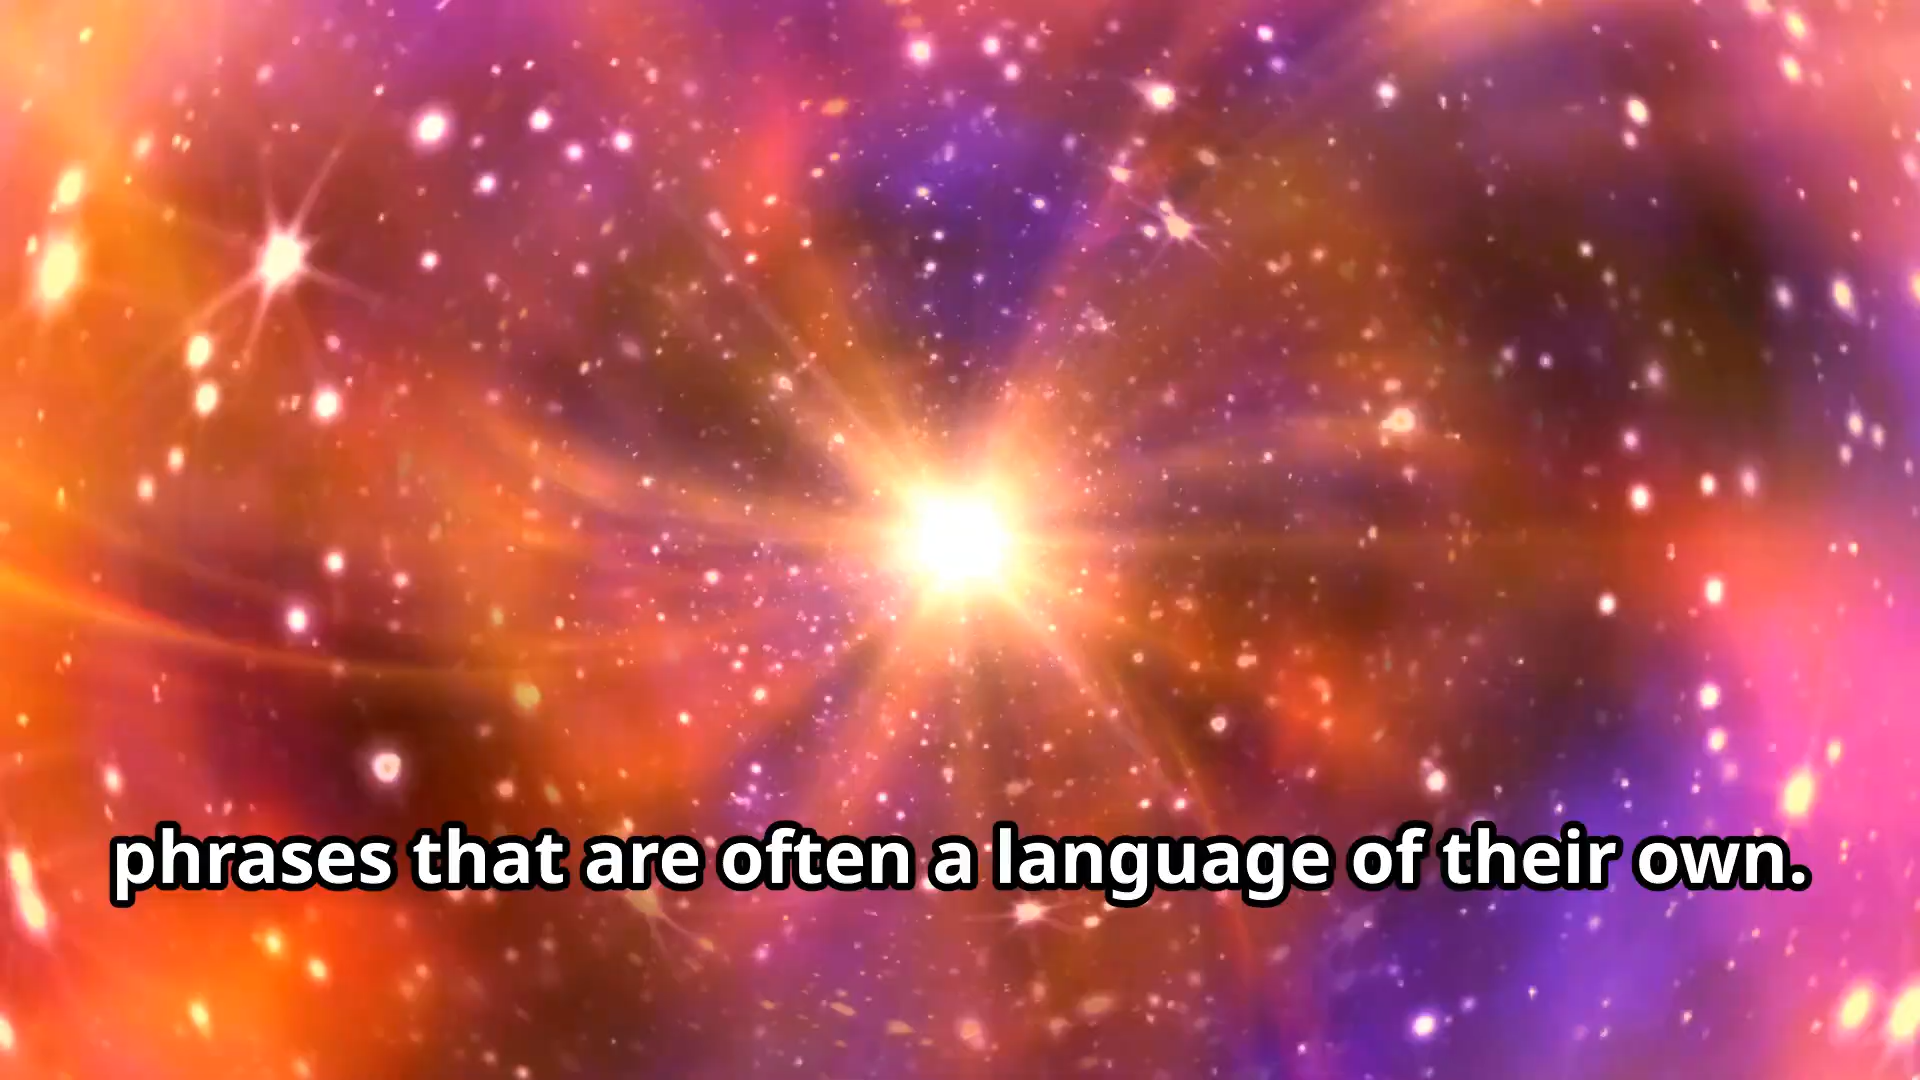 phrases that are often a language of their own.